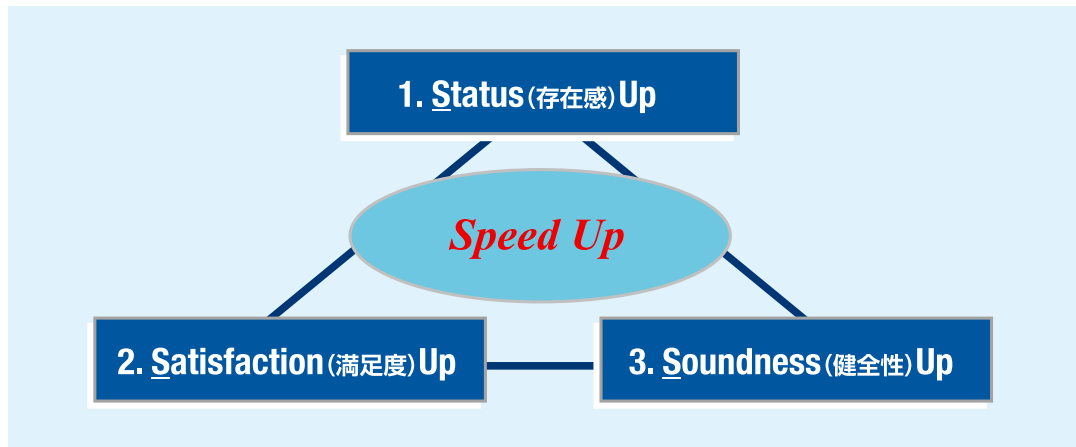 1. Status(存在感)Up
Speed Up
2. Satisfaction(満足度)Up
3. Soundness(健全性)Up